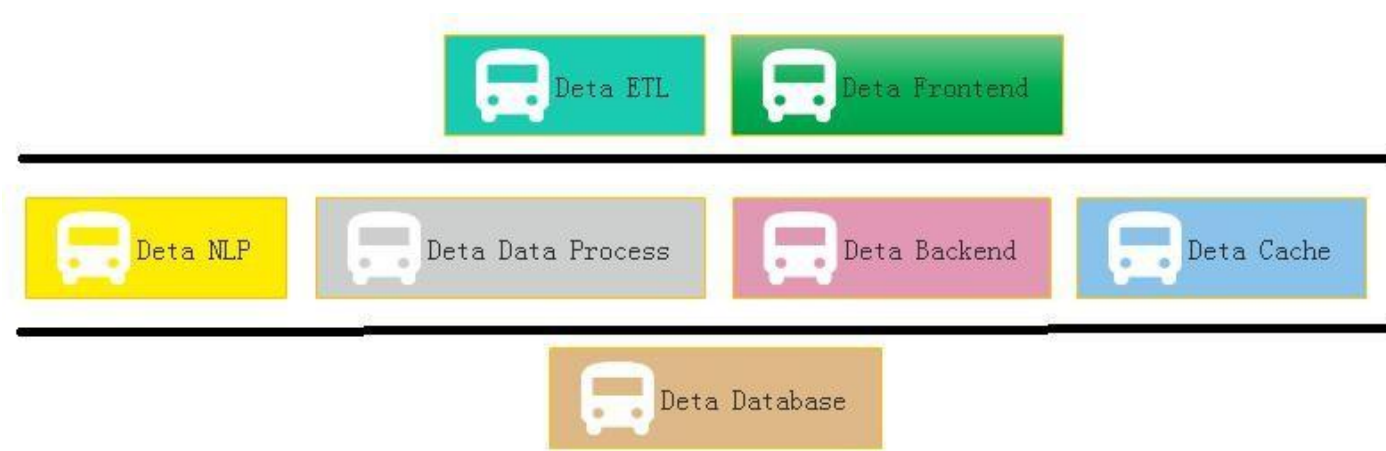 Deta ETL
Deta Frontend
Deta NLP
Deta Data Process
Deta Backend
Deta Cache
Deta Database